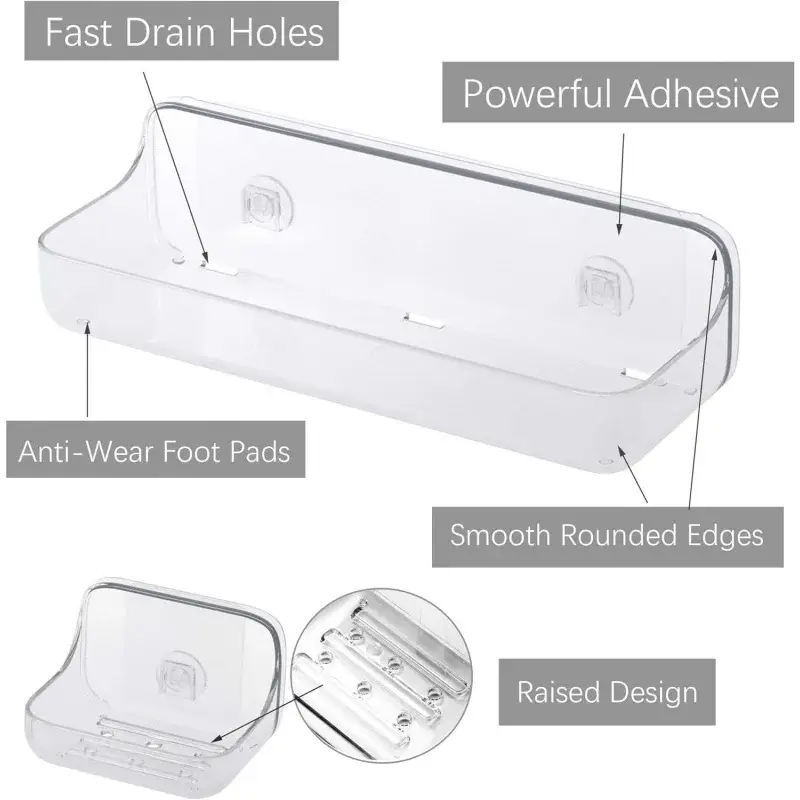 Fast Drain Holes
Powerful Adhesive
Anti-Wear Foot Pads
Smooth Rounded Edges
Raised Design